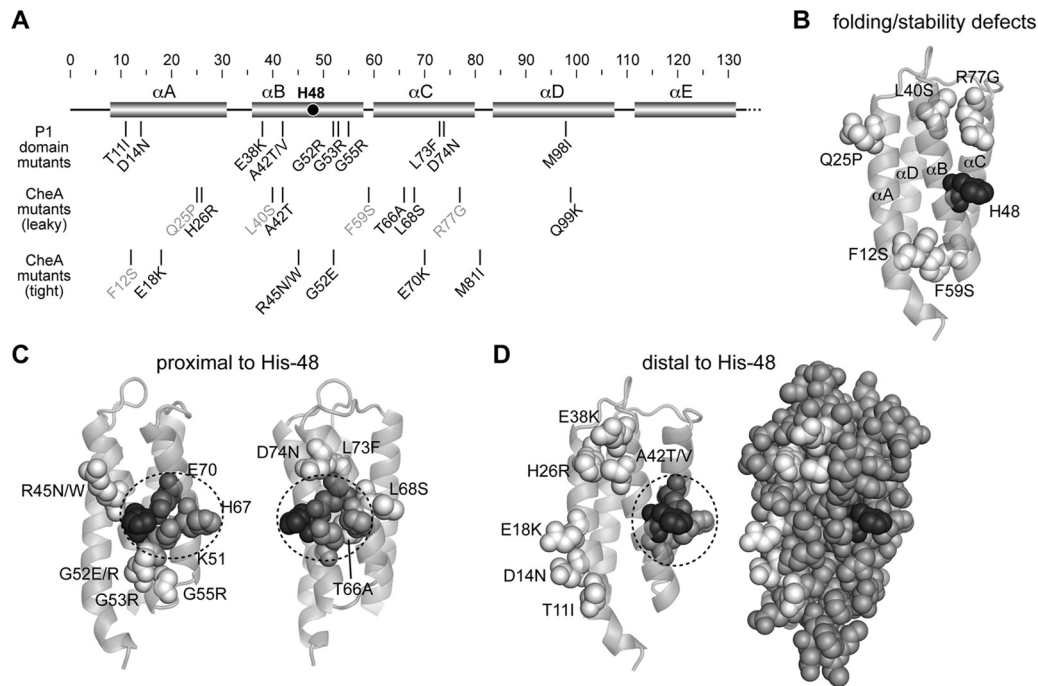 A
0 10 20 30 40 50 60 70 80 90 100 110 120 130
αA αB H48 αC αD αE
P1
domain
mutants
T11I D14N E38K A42T/V G52R G53R G55R L73F D74N M98I
CheA
mutants
(leaky)
Q25P H26R L40S A42T F59S T66A L68S R77G Q99K
CheA
mutants
(tight)
F12S E18K R45N/W G52E E70K M81I
B folding/stability defects
R77G
L40S
Q25P
αC
αB
αD
αA
H48
F12S
F59S
C proximal to His-48
D74N L73F
E70
R45N/W
L68S
H67
K51
G52E/R
G53R G55R
T66A
D distal to His-48
E38K
A42T/V
H26R
E18K
D14N
T11I